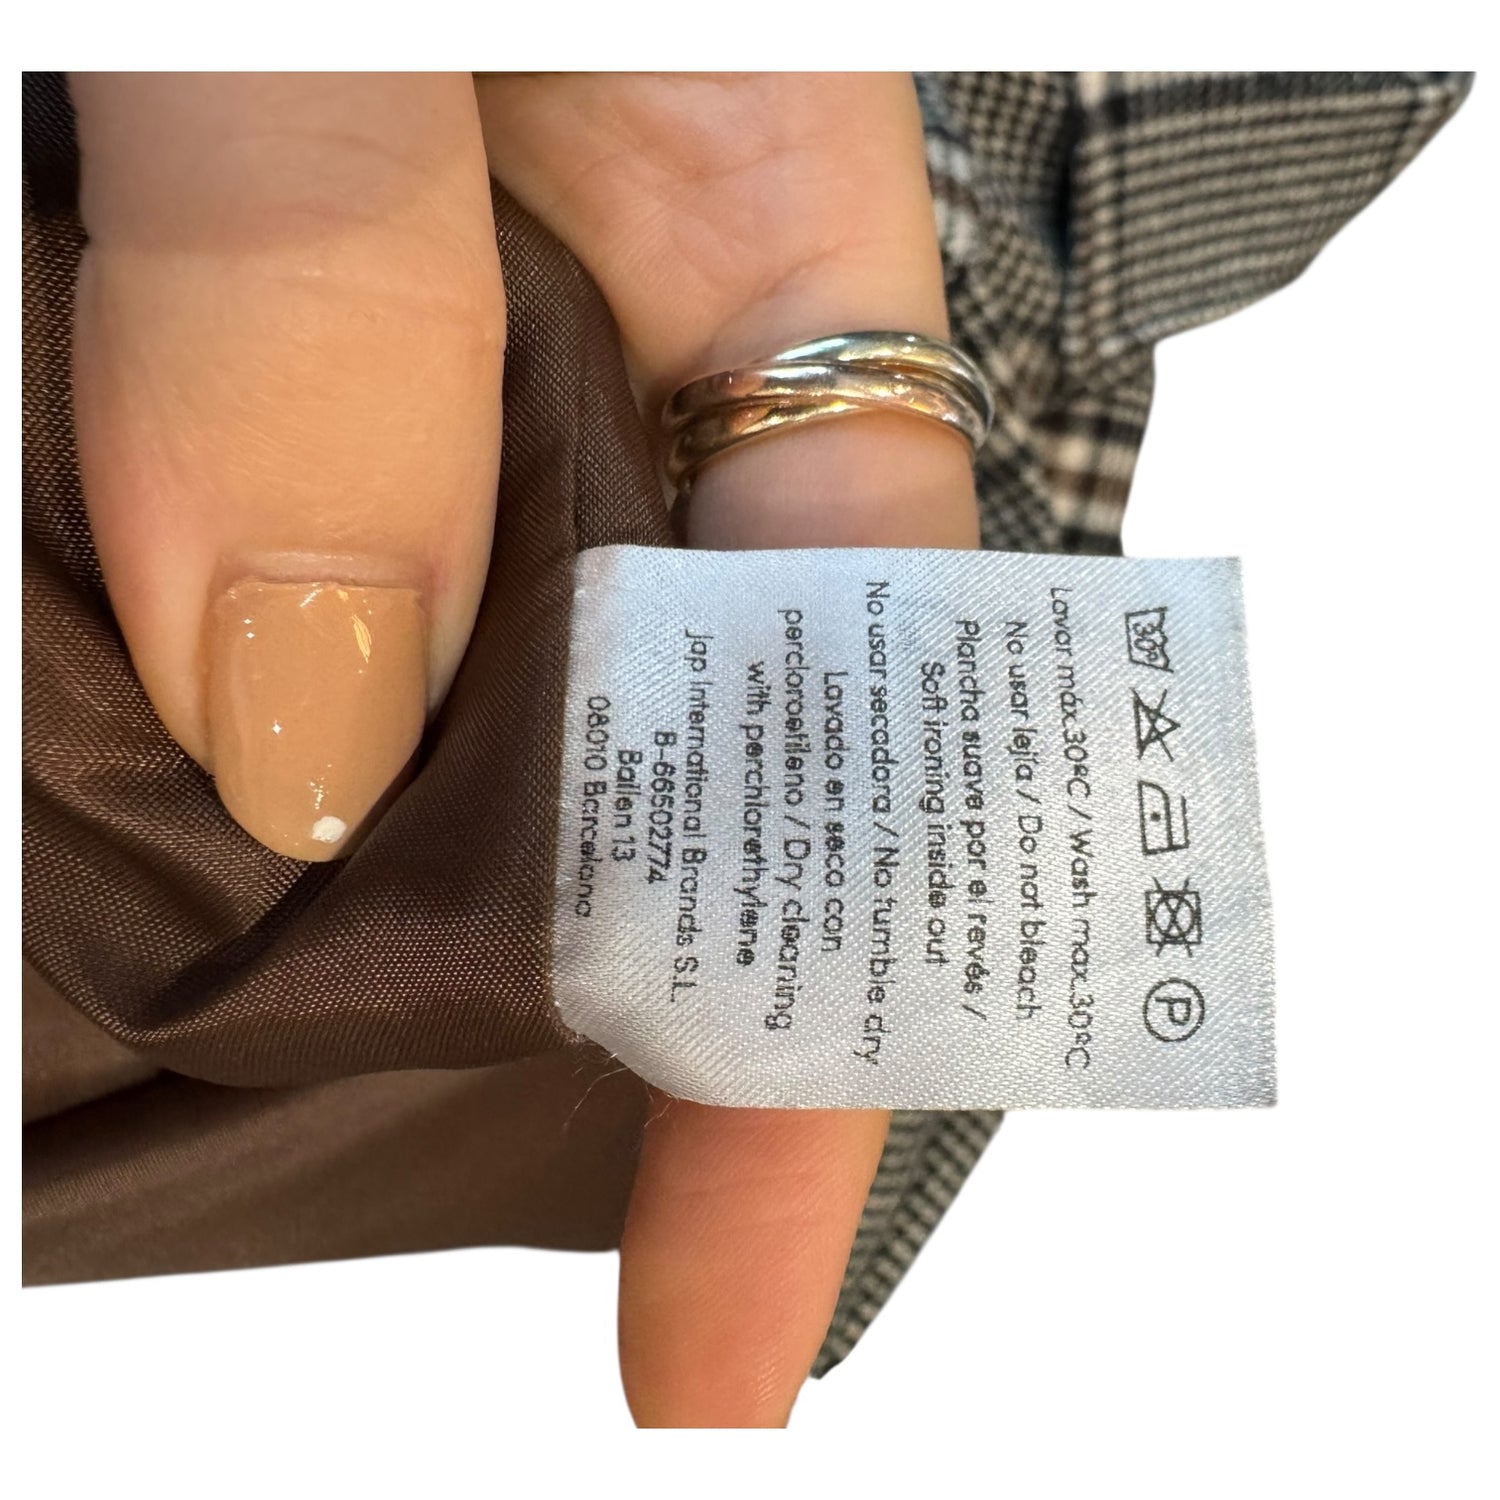 30º
P
Lavar máx.30ºC / Wash max.30ºC
No usar lejía / Do not bleach
Plancha suave por el revés /
Soft ironing inside out
No usar secadora / No tumble dry
Lavado en seco con
percloroetileno / Dry cleaning
with perchlorethylene
Jap International Brands S.L.
B-66502774
Bailen 13
08010 Barcelona